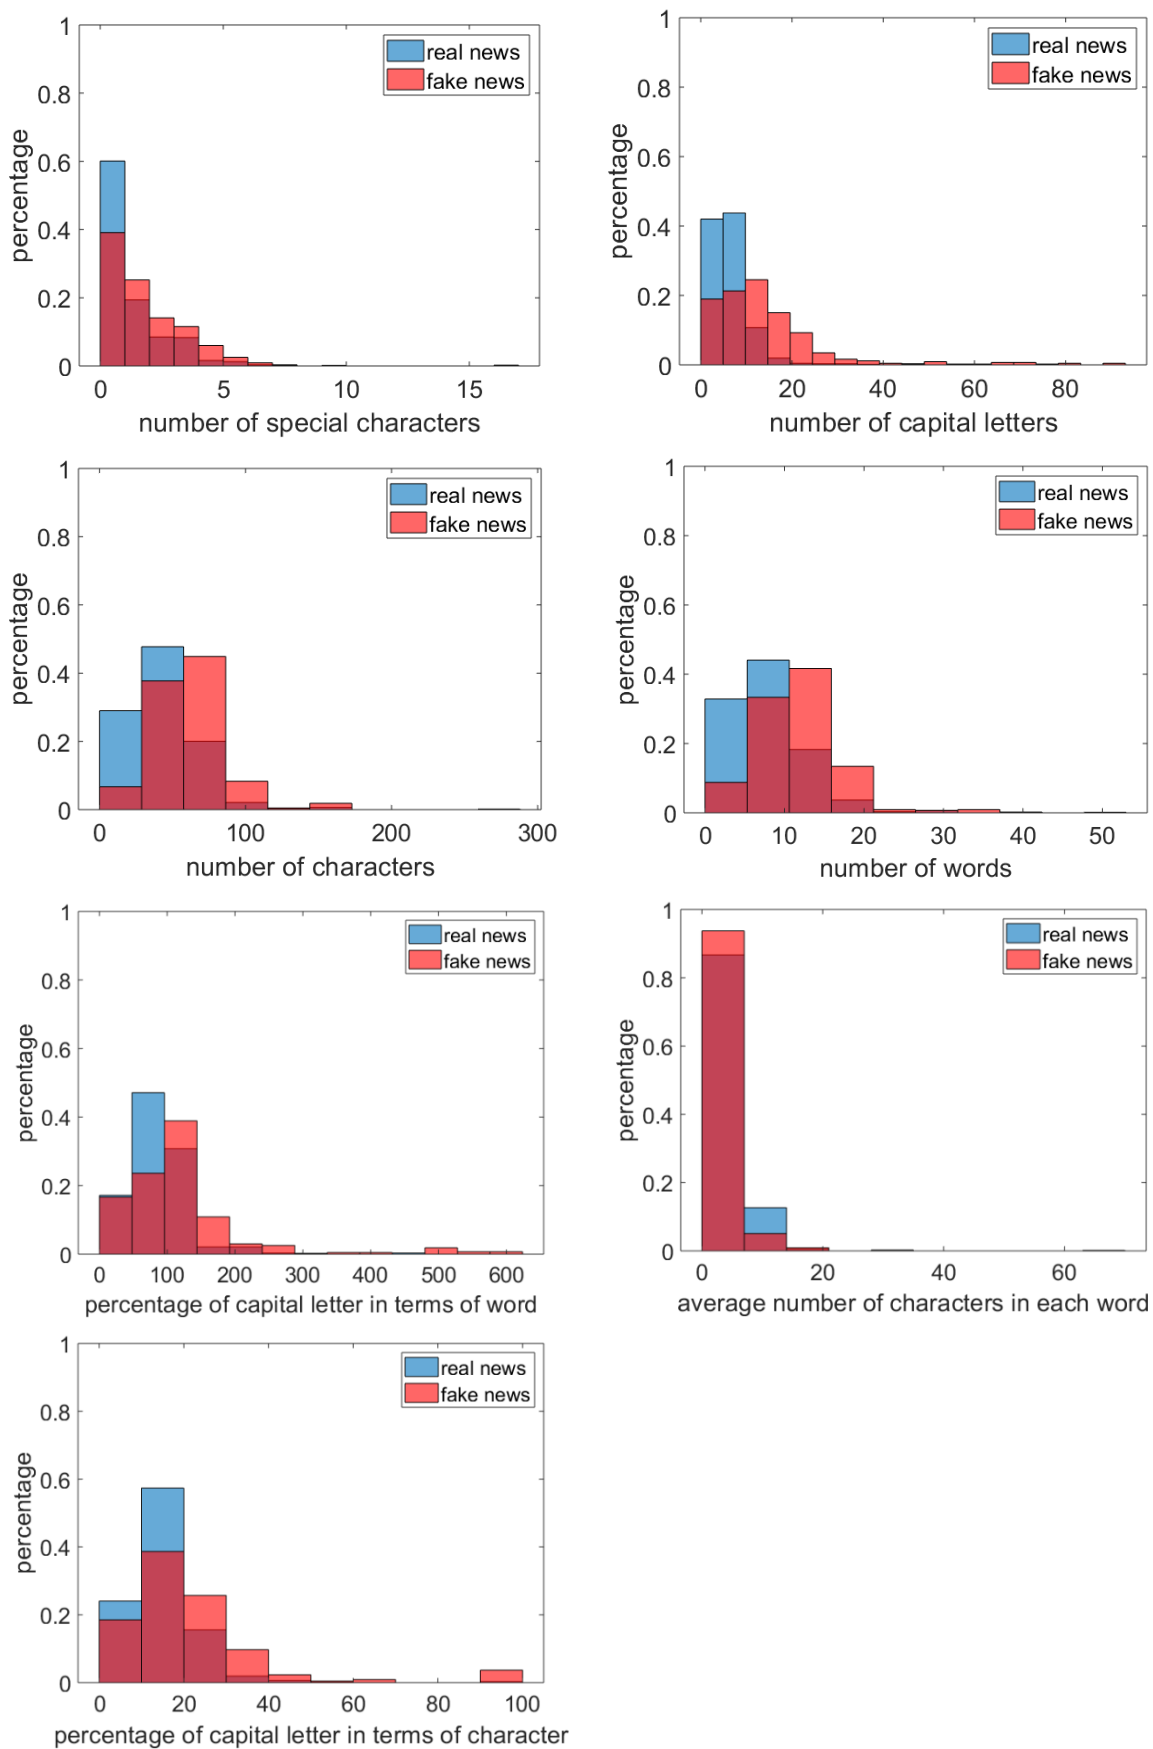 1
0.8
0.6
0.4
0.2
0
percentage
real news
fake news
0 5 10 15
number of special characters
1
0.8
0.6
0.4
0.2
0
percentage
real news
fake news
0 20 40 60 80
number of capital letters
1
0.8
0.6
0.4
0.2
0
percentage
real news
fake news
0 100 200 300
number of characters
1
0.8
0.6
0.4
0.2
0
percentage
real news
fake news
0 10 20 30 40 50
number of words
1
0.8
0.6
0.4
0.2
0
percentage
real news
fake news
0 100 200 300 400 500 600
percentage of capital letter in terms of word
1
0.8
0.6
0.4
0.2
0
percentage
real news
fake news
0 20 40 60
average number of characters in each word
1
0.8
0.6
0.4
0.2
0
percentage
real news
fake news
0 20 40 60 80 100
percentage of capital letter in terms of character